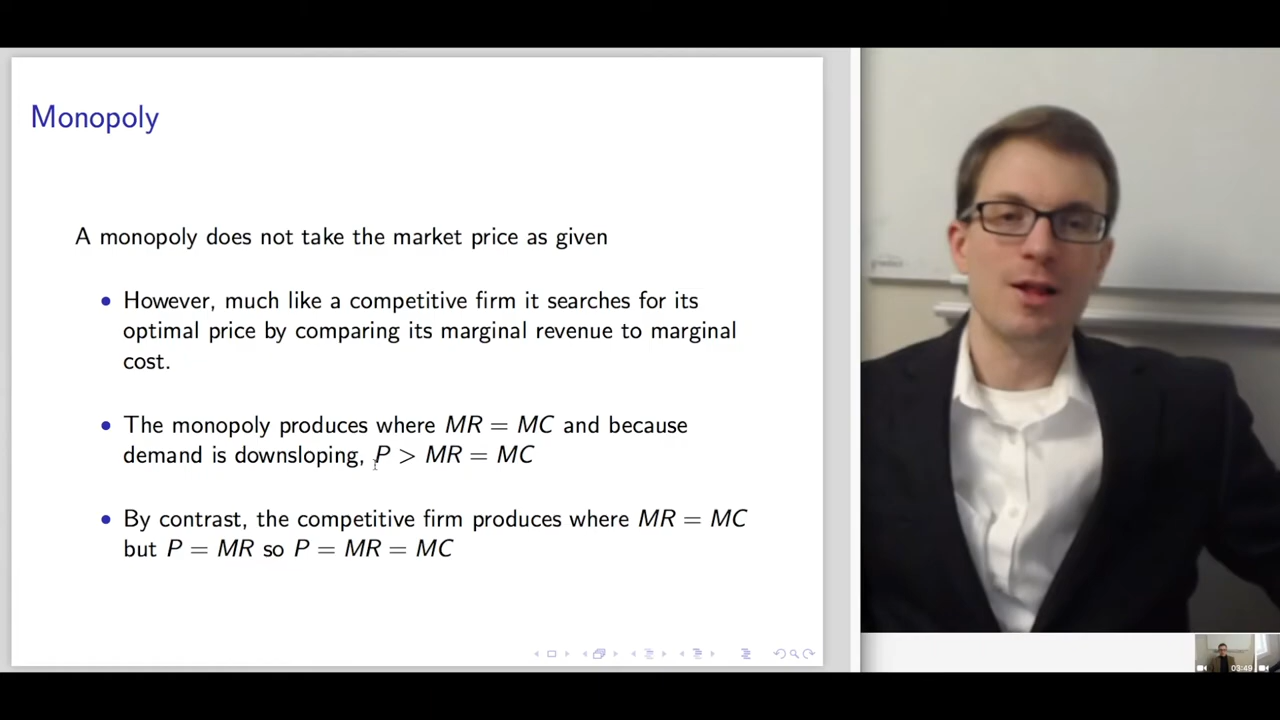 Monopoly
A monopoly does not take the market price as given
• However, much like a competitive firm it searches for its
optimal price by comparing its marginal revenue to marginal
cost.
• The monopoly produces where MR = MC and because
demand is downsloping, P > MR = MC
• By contrast, the competitive firm produces where MR = MC
but P = MR so P = MR = MC
03:49